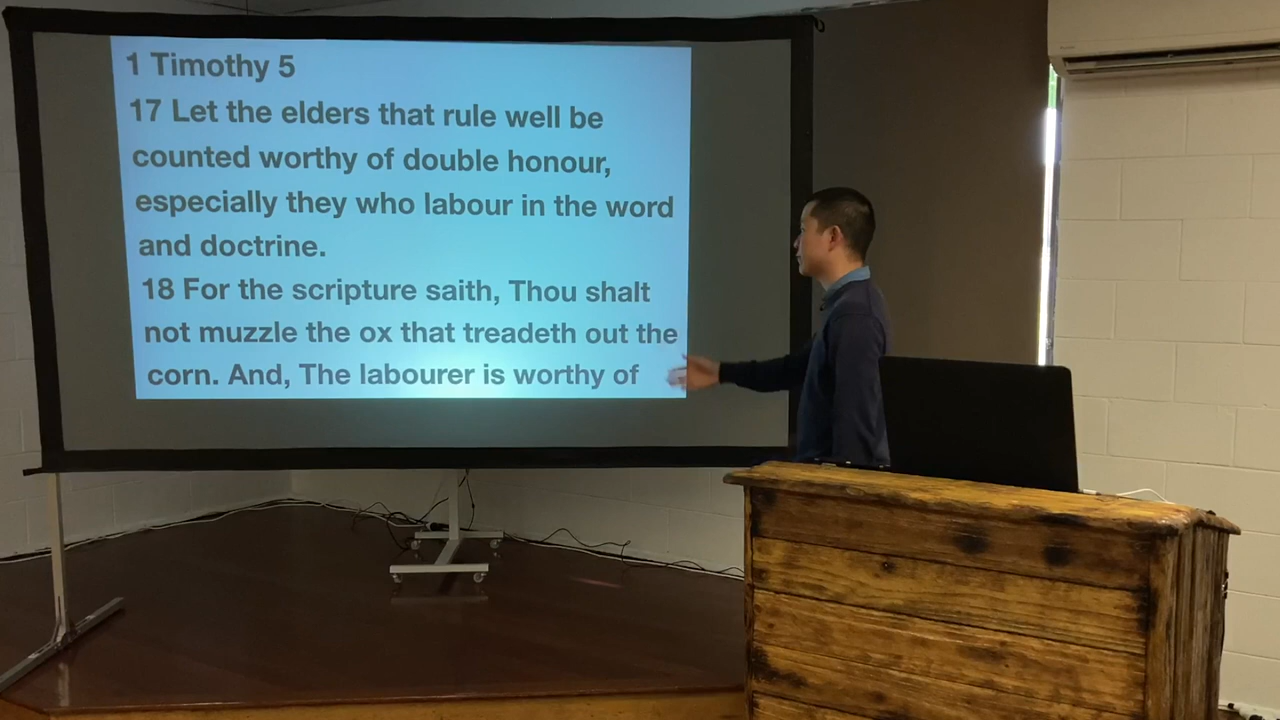 1 Timothy 5
17 Let the elders that rule well be
counted worthy of double honour,
especially they who labour in the word
and doctrine.
18 For the scripture saith, Thou shalt
not muzzle the ox that treadeth out the
corn. And, The labourer is worthy of